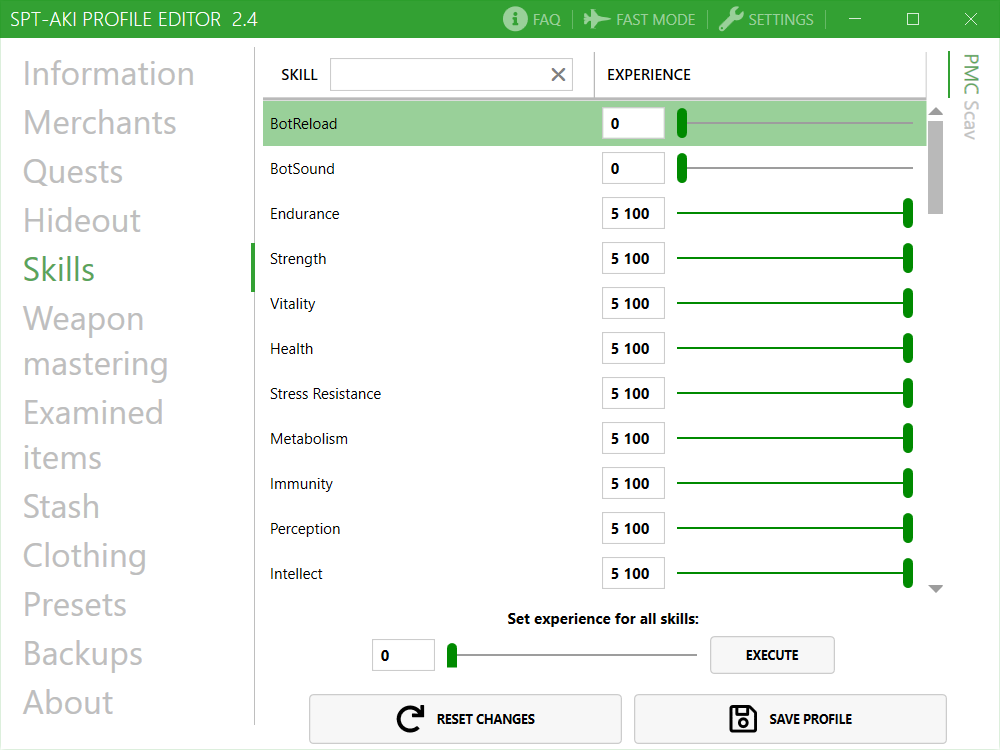 SPT-AKI PROFILE EDITOR 2.4
FAQ
FAST MODE
SETTINGS
Information
Merchants
Quests
Hideout
Skills
Weapon
mastering
Examined
items
Stash
Clothing
Presets
Backups
About
SKILL
EXPERIENCE
BotReload 0
BotSound 0
Endurance 5 100
Strength 5 100
Vitality 5 100
Health 5 100
Stress Resistance 5 100
Metabolism 5 100
Immunity 5 100
Perception 5 100
Intellect 5 100
PMC
Scav
Set experience for all skills:
0
EXECUTE
RESET CHANGES
SAVE PROFILE